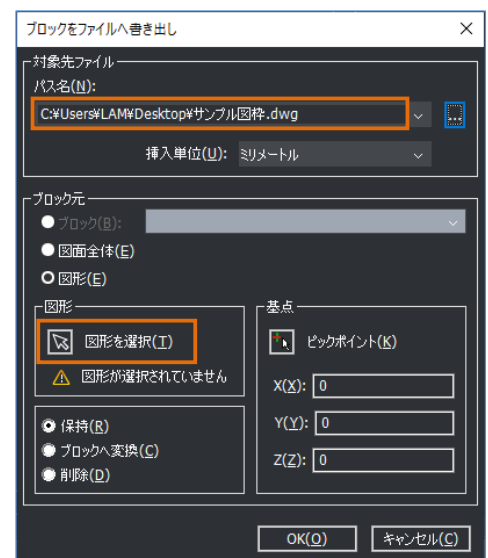 ブロックをファイルへ書き出し
対象先ファイル
パス名(N):
C:¥Users¥LAM¥Desktop¥サンプル図枠.dwg
...
挿入単位(U): ミリメートル
ブロック元
ブロック(B):
図面全体(E)
図形(E)
図形
図形を選択(T)
図形が選択されていません
基点
ピックポイント(K)
X(X): 0
Y(Y): 0
Z(Z): 0
保持(R)
ブロックへ変換(C)
削除(D)
OK(O) キャンセル(C)